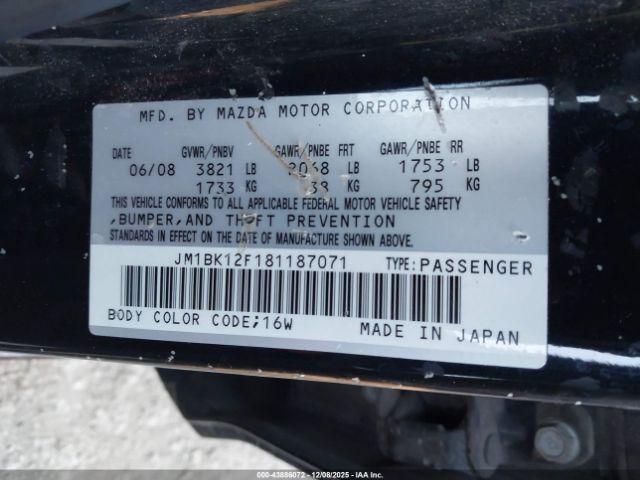 MFD. BY MAZDA MOTOR CORPORATION
DATE GVWR/PNBV GAWR/PNBE FRT GAWR/PNBE RR
06/08 3821 LB 2068 LB 1753 LB
1733 KG 38 KG 795 KG
THIS VEHICLE CONFORMS TO ALL APPLICABLE FEDERAL MOTOR VEHICLE SAFETY
,BUMPER,AND THEFT PREVENTION
STANDARDS IN EFFECT ON THE DATE OF MANUFACTURE SHOWN ABOVE.
JM1BK12F181187071 TYPE:PASSENGER
BODY COLOR CODE;16W MADE IN JAPAN
000-43886072 - 12/08/2025 - IAA Inc.